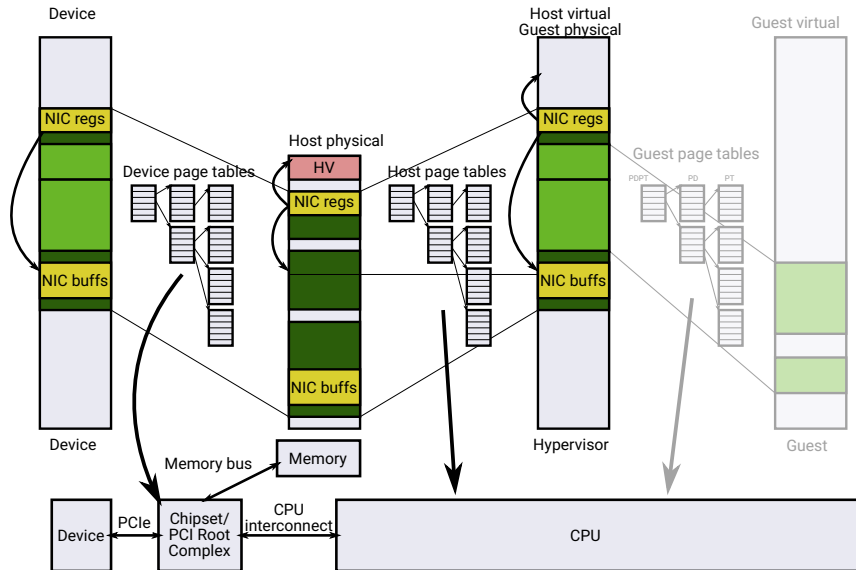 Device
Host virtual
Guest physical
Guest virtual
NIC regs
NIC regs
Host physical
HV
Device page tables
Host page tables
Guest page tables
PDPT
PD
PT
NIC regs
NIC buffs
NIC buffs
NIC buffs
Device
Hypervisor
Guest
Memory bus
Memory
Device
PCIe
Chipset/
PCI Root
Complex
CPU
interconnect
CPU